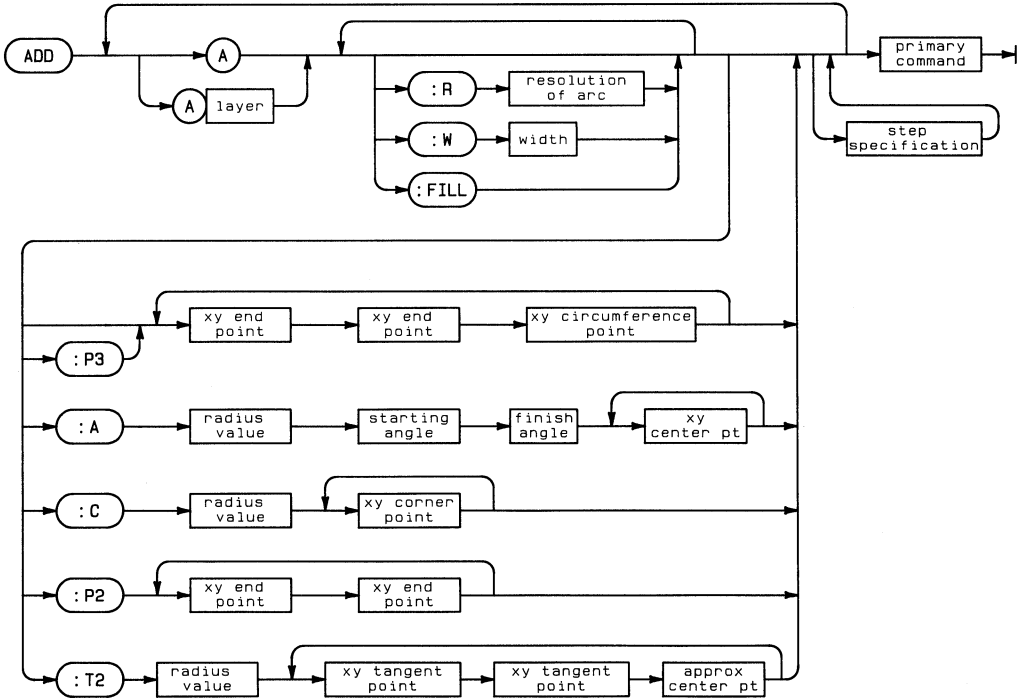 ADD
A
primary
command
A layer
:R
resolution
of arc
:W
width
step
specification
:FILL
xy end
point
xy end
point
xy circumference
point
:P3
:A
radius
value
starting
angle
finish
angle
xy
center pt
:C
radius
value
xy corner
point
:P2
xy end
point
xy end
point
:T2
radius
value
xy tangent
point
xy tangent
point
approx
center pt